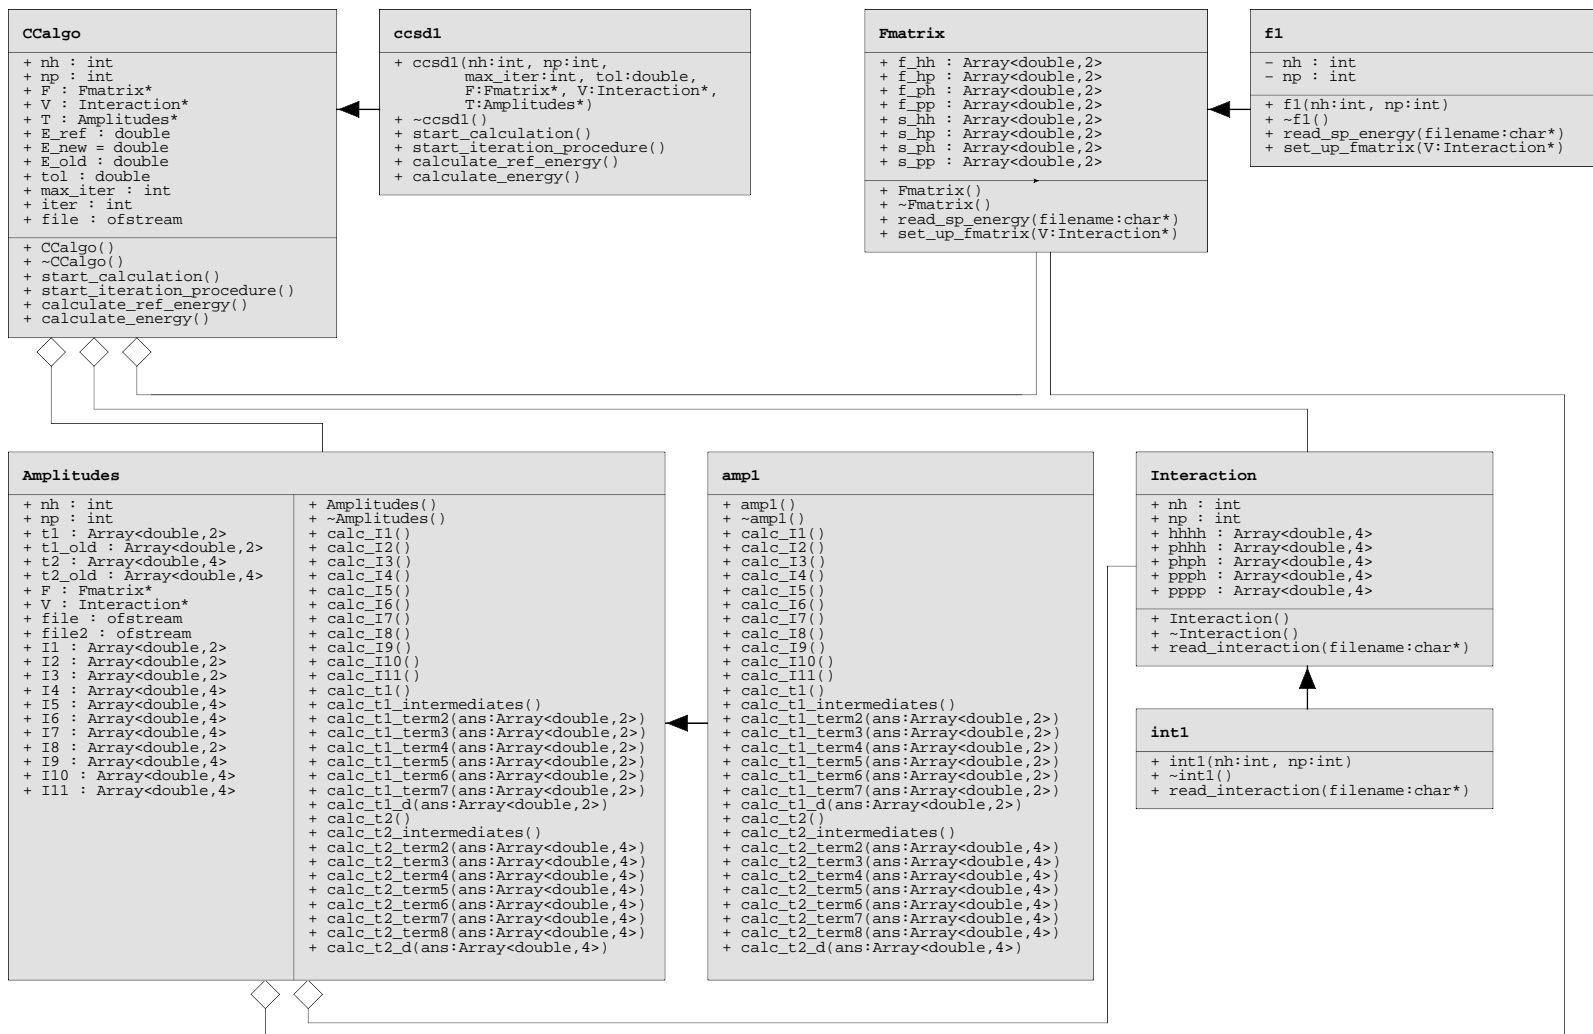 CCalgo
+ nh : int
+ np : int
+ F : Fmatrix*
+ V : Interaction*
+ T : Amplitudes*
+ E_ref : double
+ E_new = double
+ E_old : double
+ tol : double
+ max_iter : int
+ iter : int
+ file : ofstream
+ CCalgo()
+ ~CCalgo()
+ start_calculation()
+ start_iteration_procedure()
+ calculate_ref_energy()
+ calculate_energy()
ccsd1
+ ccsd1(nh:int, np:int,
max_iter:int, tol:double,
F:Fmatrix*, V:Interaction*,
T:Amplitudes*)
+ ~ccsd1()
+ start_calculation()
+ start_iteration_procedure()
+ calculate_ref_energy()
+ calculate_energy()
Fmatrix
+ f_hh : Array<double,2>
+ f_hp : Array<double,2>
+ f_ph : Array<double,2>
+ f_pp : Array<double,2>
+ s_hh : Array<double,2>
+ s_hp : Array<double,2>
+ s_ph : Array<double,2>
+ s_pp : Array<double,2>
+ Fmatrix()
+ ~Fmatrix()
+ read_sp_energy(filename:char*)
+ set_up_fmatrix(V:Interaction*)
f1
- nh : int
- np : int
+ f1(nh:int, np:int)
+ ~f1()
+ read_sp_energy(filename:char*)
+ set_up_fmatrix(V:Interaction*)
Amplitudes
+ nh : int
+ np : int
+ t1 : Array<double,2>
+ t1_old : Array<double,2>
+ t2 : Array<double,4>
+ t2_old : Array<double,4>
+ F : Fmatrix*
+ V : Interaction*
+ file : ofstream
+ file2 : ofstream
+ I1 : Array<double,2>
+ I2 : Array<double,2>
+ I3 : Array<double,2>
+ I4 : Array<double,4>
+ I5 : Array<double,4>
+ I6 : Array<double,4>
+ I7 : Array<double,4>
+ I8 : Array<double,2>
+ I9 : Array<double,4>
+ I10 : Array<double,4>
+ I11 : Array<double,4>
+ Amplitudes()
+ ~Amplitudes()
+ calc_I1()
+ calc_I2()
+ calc_I3()
+ calc_I4()
+ calc_I5()
+ calc_I6()
+ calc_I7()
+ calc_I8()
+ calc_I9()
+ calc_I10()
+ calc_I11()
+ calc_t1()
+ calc_t1_intermediates()
+ calc_t1_term2(ans:Array<double,2>)
+ calc_t1_term3(ans:Array<double,2>)
+ calc_t1_term4(ans:Array<double,2>)
+ calc_t1_term5(ans:Array<double,2>)
+ calc_t1_term6(ans:Array<double,2>)
+ calc_t1_term7(ans:Array<double,2>)
+ calc_t1_d(ans:Array<double,2>)
+ calc_t2()
+ calc_t2_intermediates()
+ calc_t2_term2(ans:Array<double,4>)
+ calc_t2_term3(ans:Array<double,4>)
+ calc_t2_term4(ans:Array<double,4>)
+ calc_t2_term5(ans:Array<double,4>)
+ calc_t2_term6(ans:Array<double,4>)
+ calc_t2_term7(ans:Array<double,4>)
+ calc_t2_term8(ans:Array<double,4>)
+ calc_t2_d(ans:Array<double,4>)
amp1
+ amp1()
+ ~amp1()
+ calc_I1()
+ calc_I2()
+ calc_I3()
+ calc_I4()
+ calc_I5()
+ calc_I6()
+ calc_I7()
+ calc_I8()
+ calc_I9()
+ calc_I10()
+ calc_I11()
+ calc_t1()
+ calc_t1_intermediates()
+ calc_t1_term2(ans:Array<double,2>)
+ calc_t1_term3(ans:Array<double,2>)
+ calc_t1_term4(ans:Array<double,2>)
+ calc_t1_term5(ans:Array<double,2>)
+ calc_t1_term6(ans:Array<double,2>)
+ calc_t1_term7(ans:Array<double,2>)
+ calc_t1_d(ans:Array<double,2>)
+ calc_t2()
+ calc_t2_intermediates()
+ calc_t2_term2(ans:Array<double,4>)
+ calc_t2_term3(ans:Array<double,4>)
+ calc_t2_term4(ans:Array<double,4>)
+ calc_t2_term5(ans:Array<double,4>)
+ calc_t2_term6(ans:Array<double,4>)
+ calc_t2_term7(ans:Array<double,4>)
+ calc_t2_term8(ans:Array<double,4>)
+ calc_t2_d(ans:Array<double,4>)
Interaction
+ nh : int
+ np : int
+ hhhh : Array<double,4>
+ phhh : Array<double,4>
+ phph : Array<double,4>
+ ppph : Array<double,4>
+ pppp : Array<double,4>
+ Interaction()
+ ~Interaction()
+ read_interaction(filename:char*)
int1
+ int1(nh:int, np:int)
+ ~int1()
+ read_interaction(filename:char*)